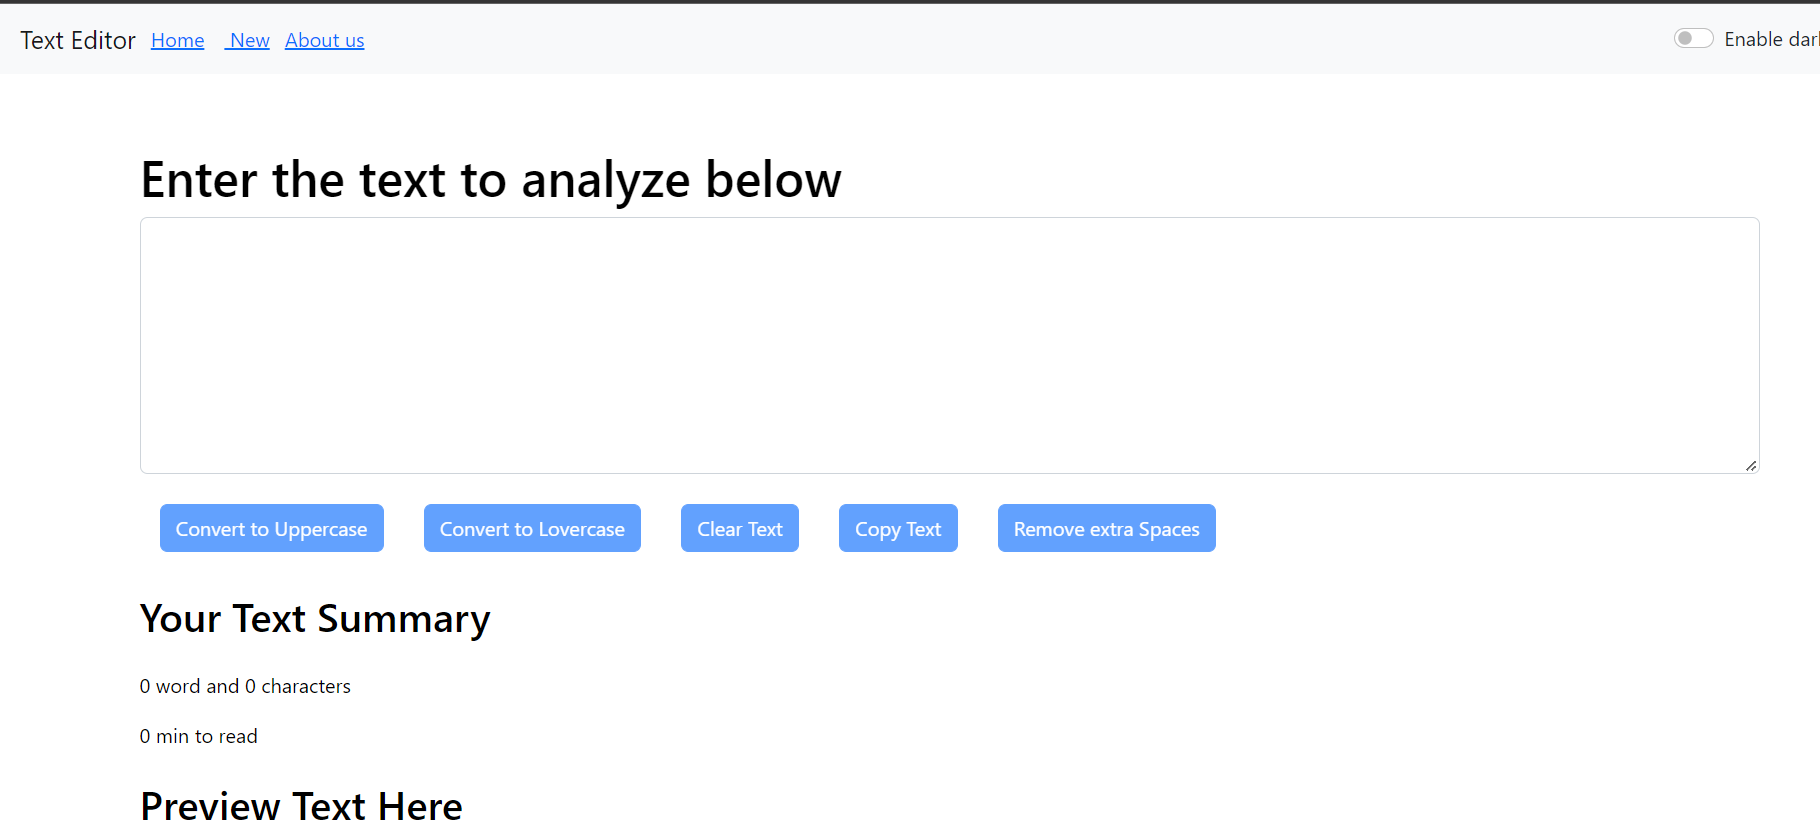 Text Editor Home New About us Enable dar
Enter the text to analyze below
Convert to Uppercase Convert to Lovercase Clear Text Copy Text Remove extra Spaces
Your Text Summary
0 word and 0 characters
0 min to read
Preview Text Here